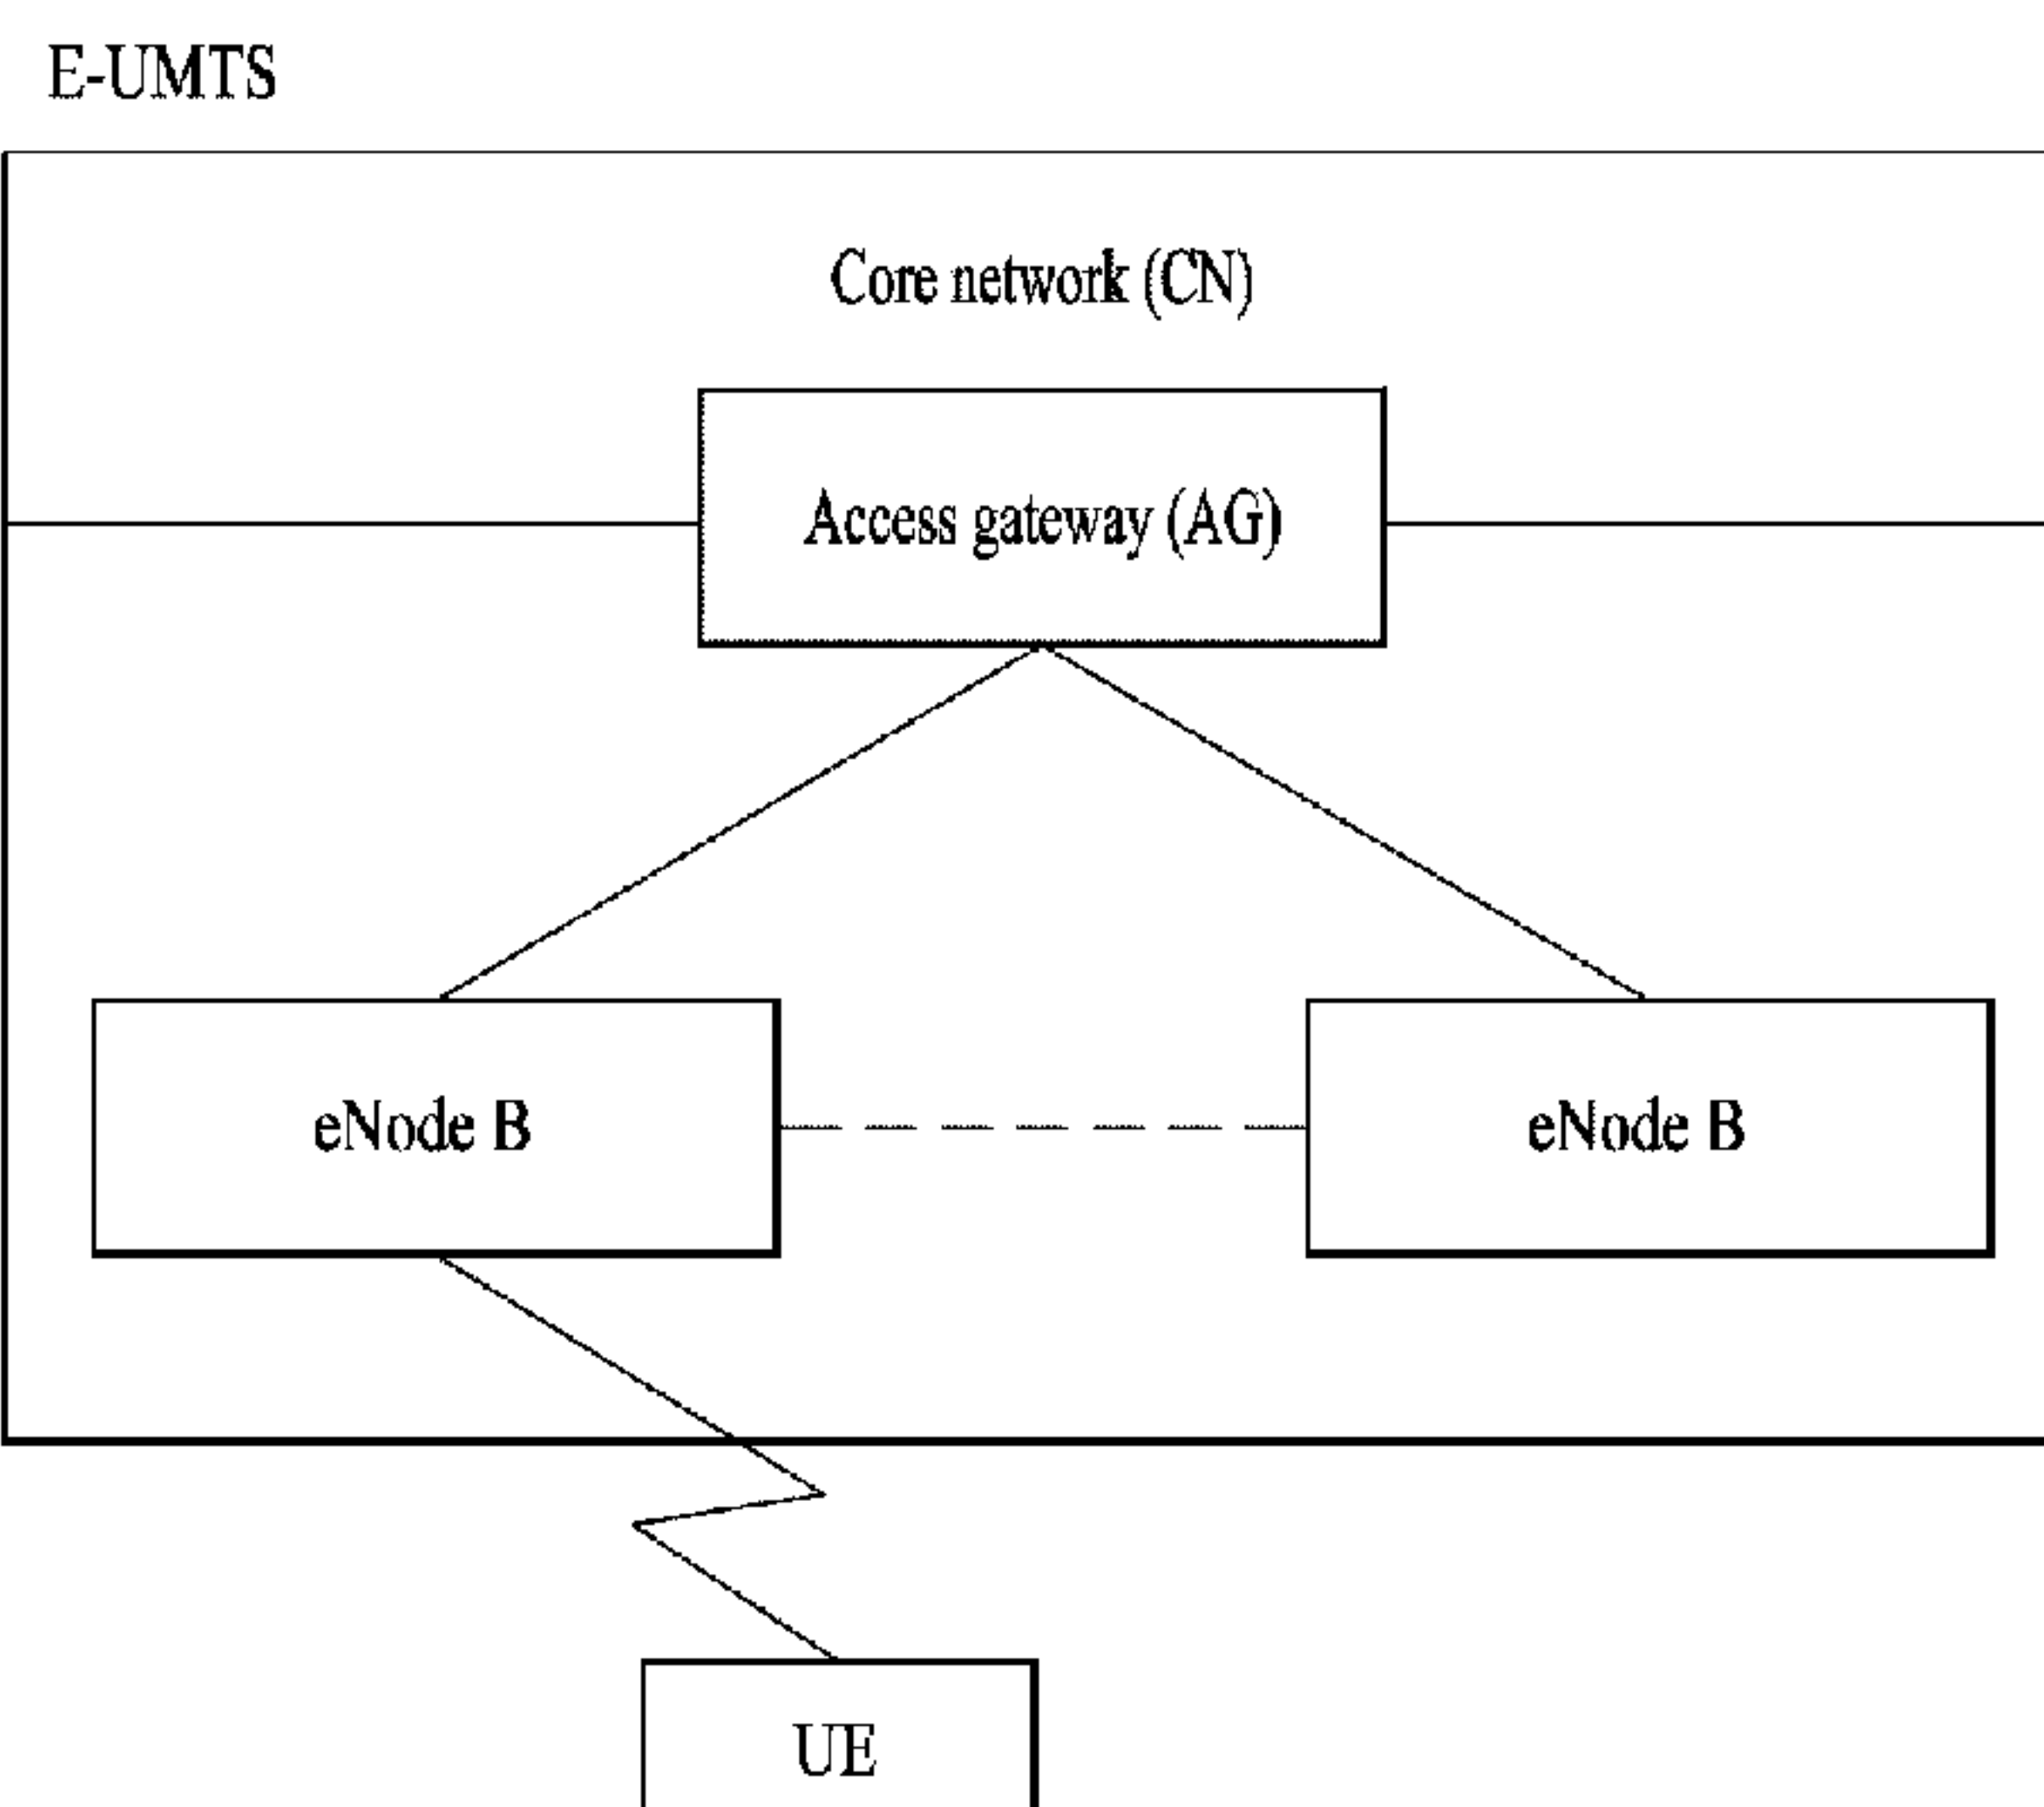 E-UMTS
Core network (CN)
Access gateway (AG)
eNode B
eNode B
UE